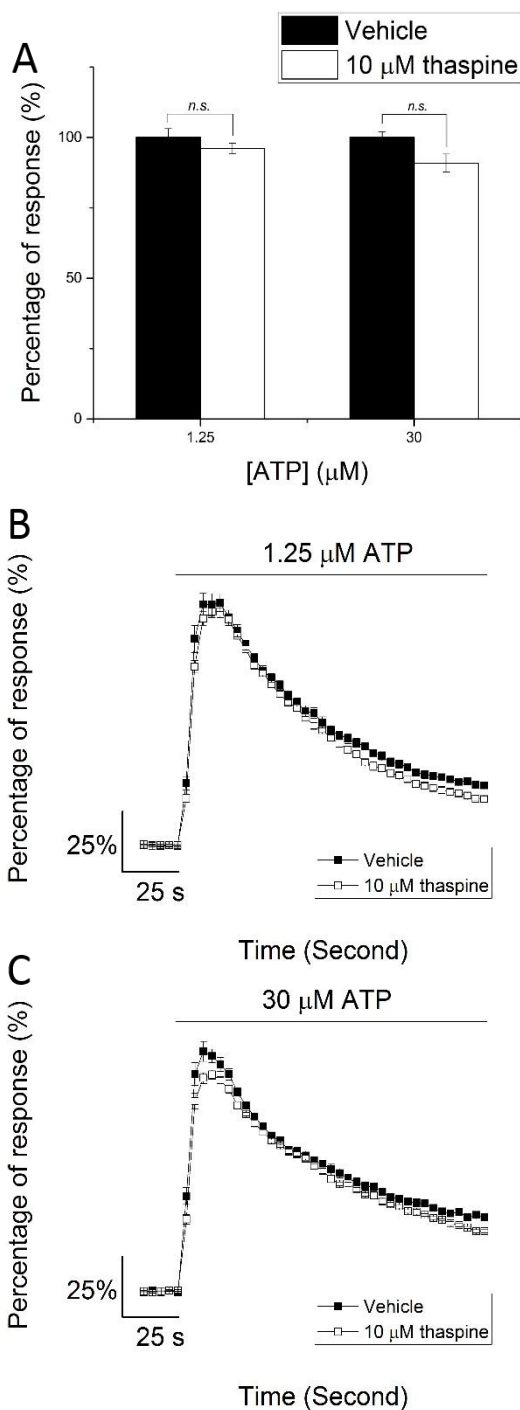 A
Vehicle
10 μM thaspine
n.s.
n.s.
Percentage of response (%)
100
50
0
1.25
30
[ATP] (μM)
B
1.25 μM ATP
Percentage of response (%)
25%
25 s
Vehicle
10 μM thaspine
Time (Second)
C
30 μM ATP
Percentage of response (%)
25%
25 s
Vehicle
10 μM thaspine
Time (Second)